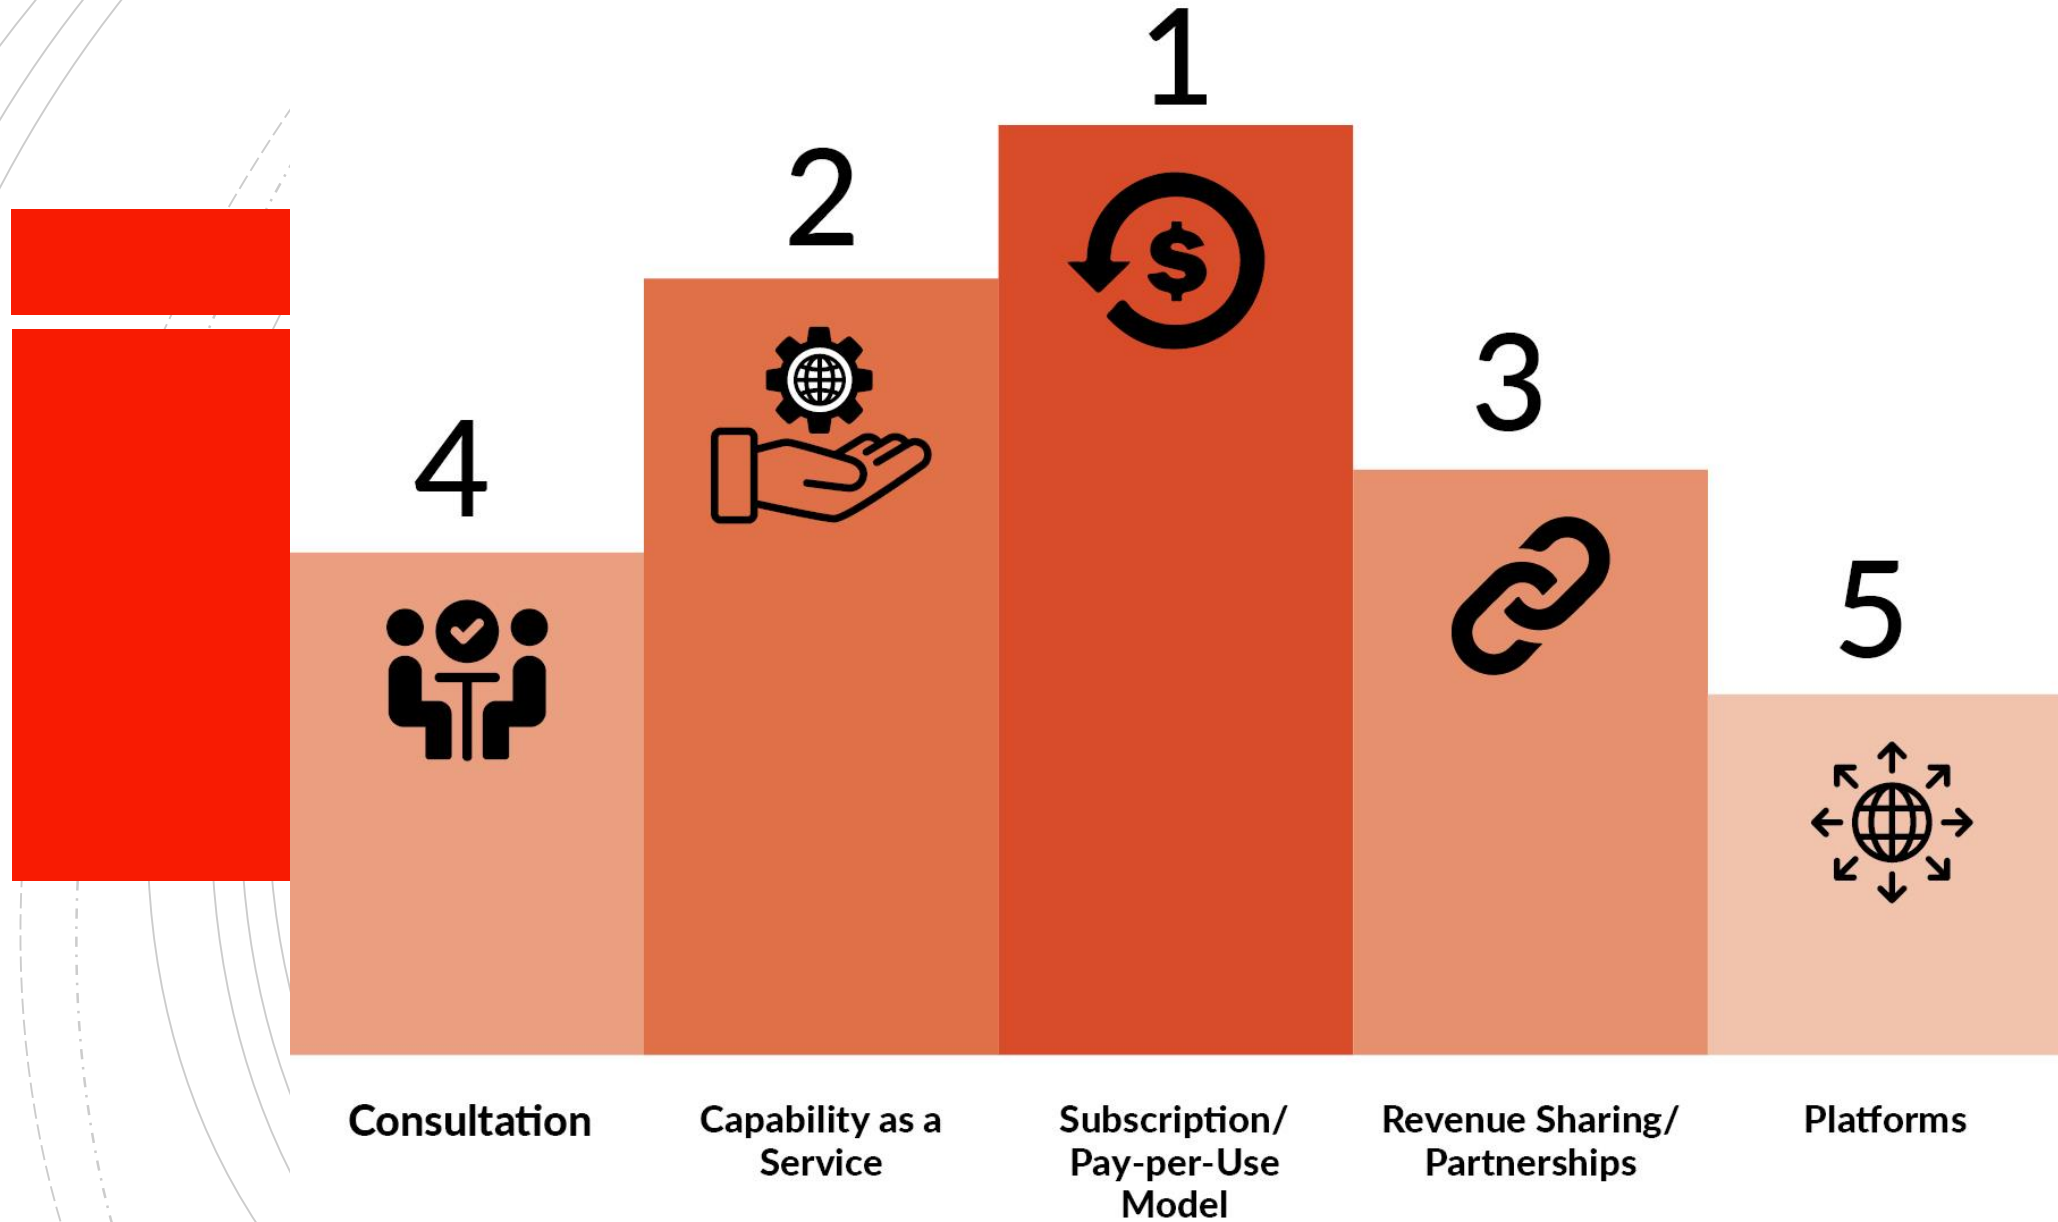 1
2
3
4
5
Consultation
Capability as a
Service
Subscription/
Pay-per-Use
Model
Revenue Sharing/
Partnerships
Platforms